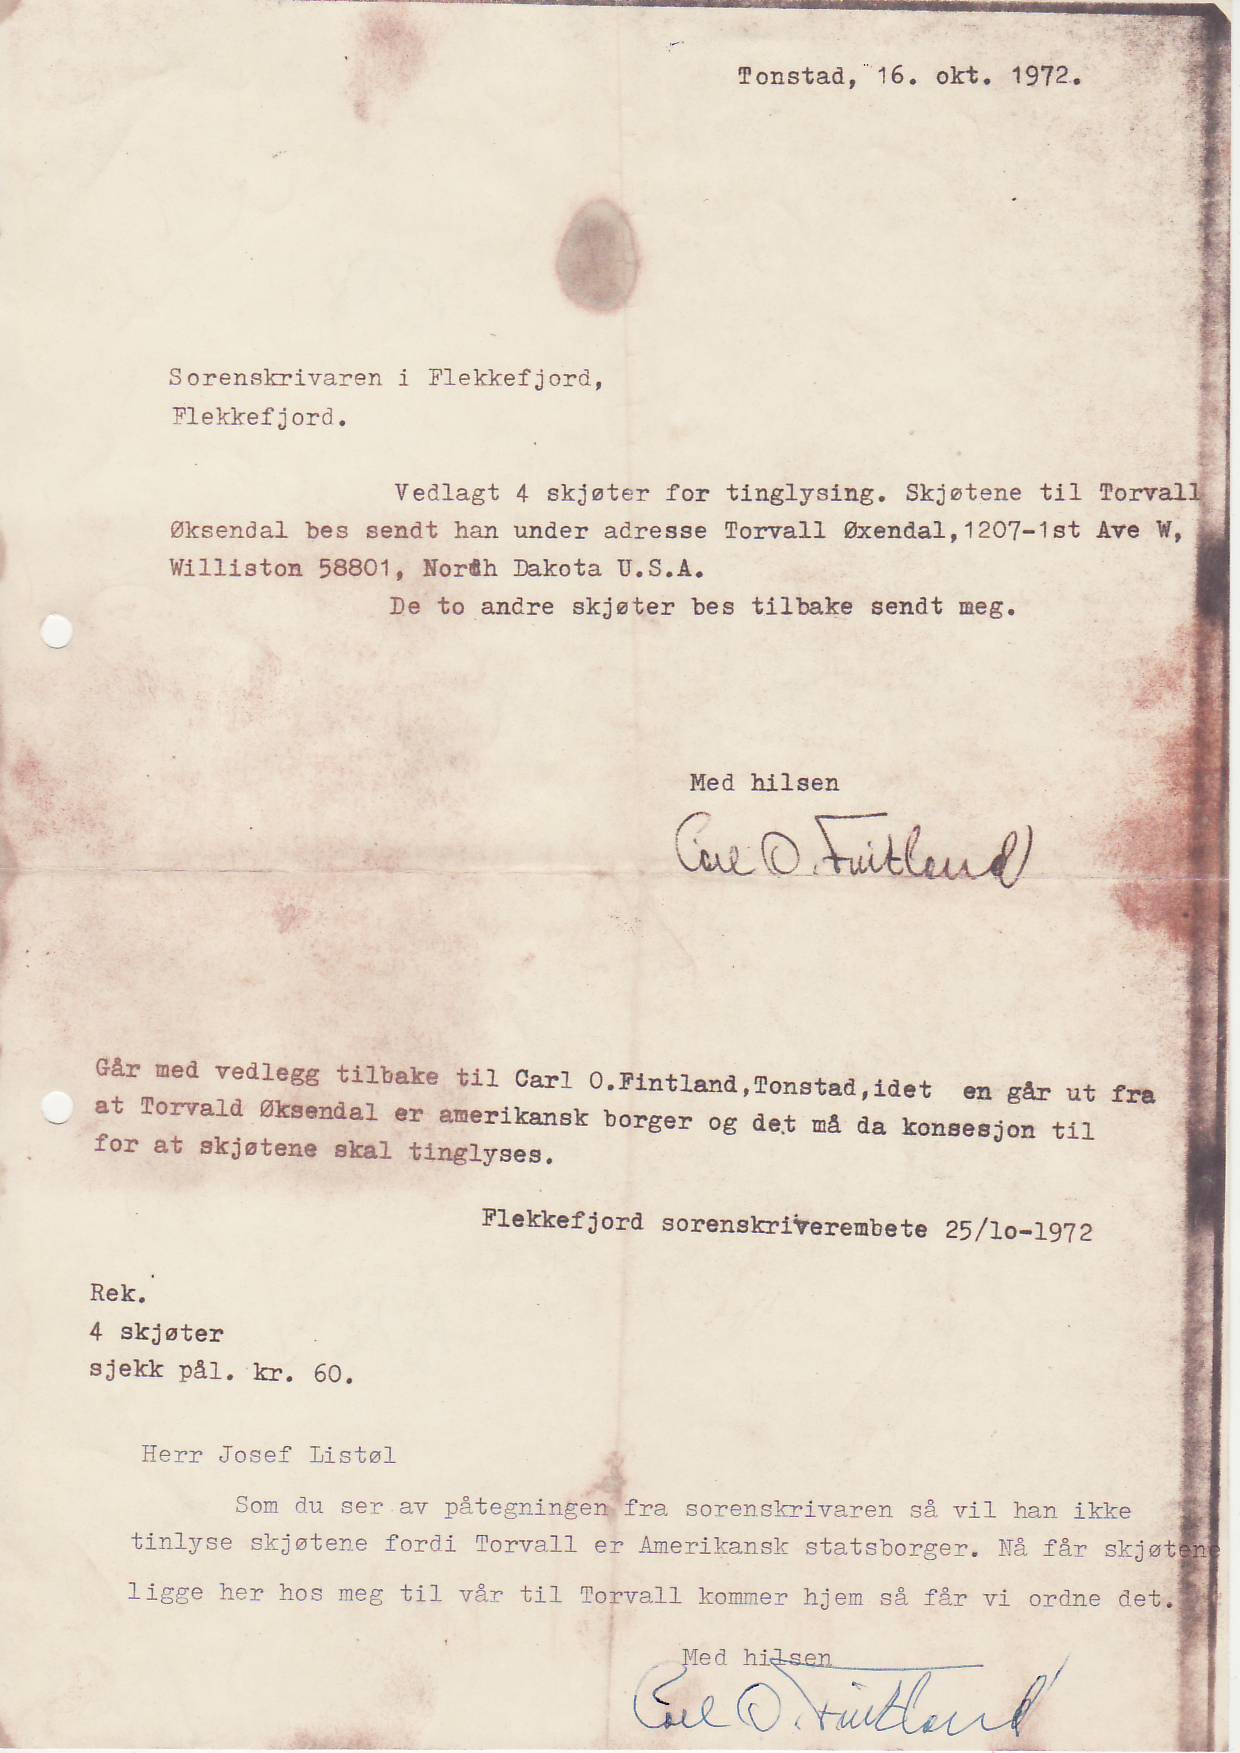 Tonstad, 16. okt. 1972.
Sorenskrivaren i Flekkefjord,
Flekkefjord.
Vedlagt 4 skjøter for tinglysing. Skjøtene til Torvall
Øksendal bes sendt han under adresse Torvall Øxendal,1207-1st Ave W,
Williston 58801, North Dakota U.S.A.
De to andre skjøter bes tilbake sendt meg.
Med hilsen
Carl O. Fintland
Går med vedlegg tilbake til Carl O.Fintland,Tonstad,idet en går ut fra
at Torvald Øksendal er amerikansk borger og det må da konsesjon til
for at skjøtene skal tinglyses.
Flekkefjord sorenskriverembete 25/lo-1972
Rek.
4 skjøter
sjekk pål. kr. 60.
Herr Josef Listøl
Som du ser av påtegningen fra sorenskrivaren så vil han ikke
tinlyse skjøtene fordi Torvall er Amerikansk statsborger. Nå får skjøtene
ligge her hos meg til vår til Torvall kommer hjem så får vi ordne det.
Med hilsen
Carl O. Fintland